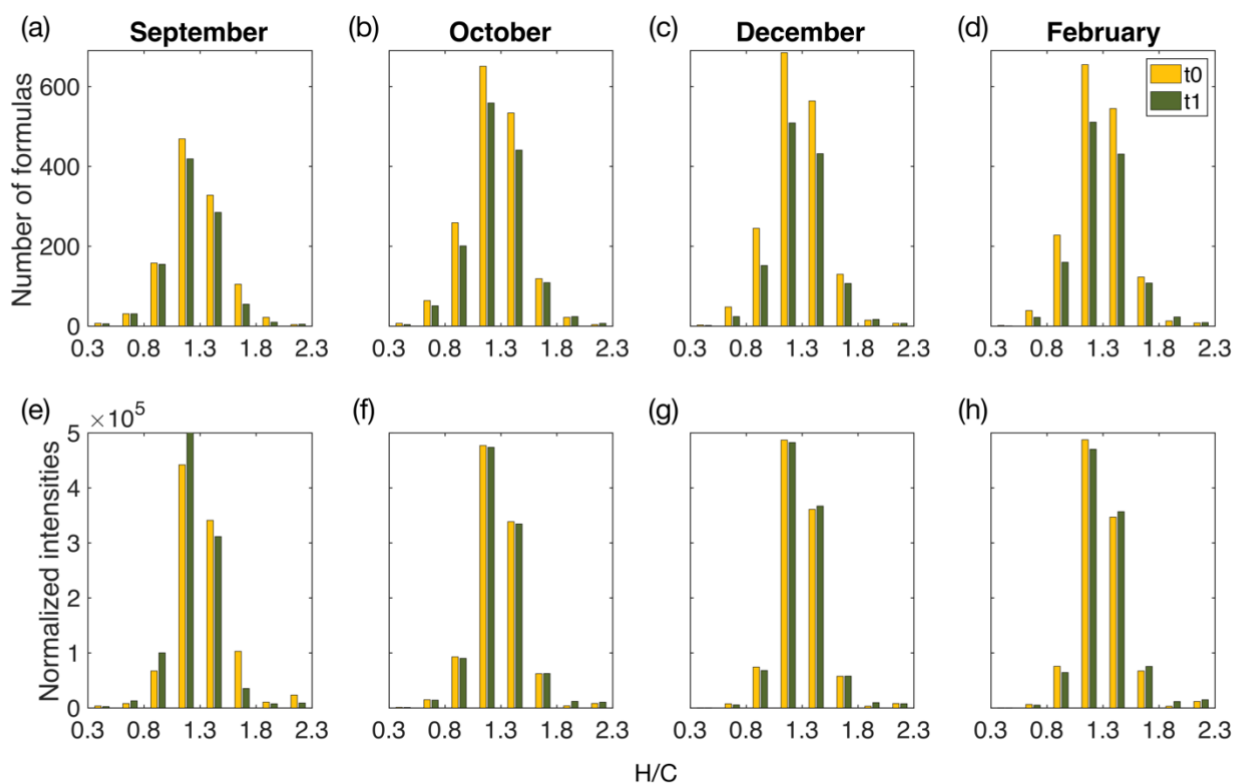 (a) September (b) October (c) December (d) February
t0
t1
Number of formulas
600
400
200
0
0.3 0.8 1.3 1.8 2.3 0.3 0.8 1.3 1.8 2.3 0.3 0.8 1.3 1.8 2.3 0.3 0.8 1.3 1.8 2.3
(e) (f) (g) (h)
×10⁵
Normalized intensities
5
4
3
2
1
0
0.3 0.8 1.3 1.8 2.3 0.3 0.8 1.3 1.8 2.3 0.3 0.8 1.3 1.8 2.3 0.3 0.8 1.3 1.8 2.3
H/C